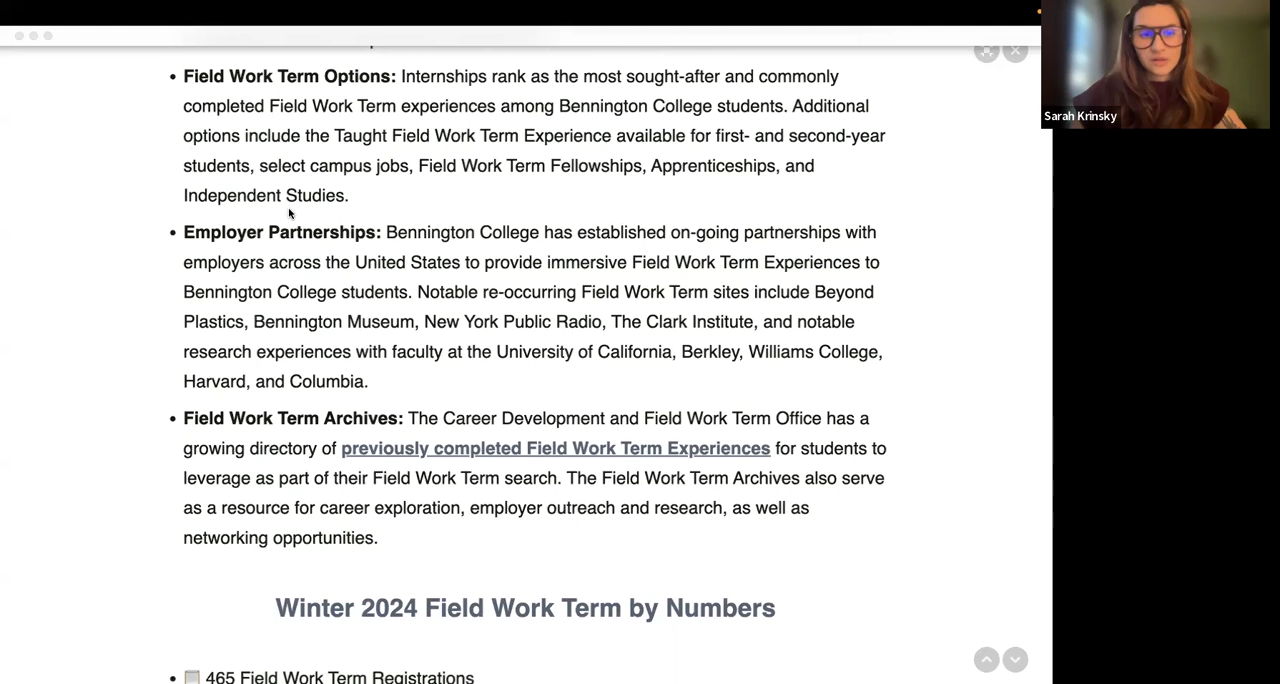 Sarah Krinsky
• Field Work Term Options: Internships rank as the most sought-after and commonly
completed Field Work Term experiences among Bennington College students. Additional
options include the Taught Field Work Term Experience available for first- and second-year
students, select campus jobs, Field Work Term Fellowships, Apprenticeships, and
Independent Studies.
• Employer Partnerships: Bennington College has established on-going partnerships with
employers across the United States to provide immersive Field Work Term Experiences to
Bennington College students. Notable re-occurring Field Work Term sites include Beyond
Plastics, Bennington Museum, New York Public Radio, The Clark Institute, and notable
research experiences with faculty at the University of California, Berkley, Williams College,
Harvard, and Columbia.
• Field Work Term Archives: The Career Development and Field Work Term Office has a
growing directory of previously completed Field Work Term Experiences for students to
leverage as part of their Field Work Term search. The Field Work Term Archives also serve
as a resource for career exploration, employer outreach and research, as well as
networking opportunities.
Winter 2024 Field Work Term by Numbers
• 465 Field Work Term Registrations